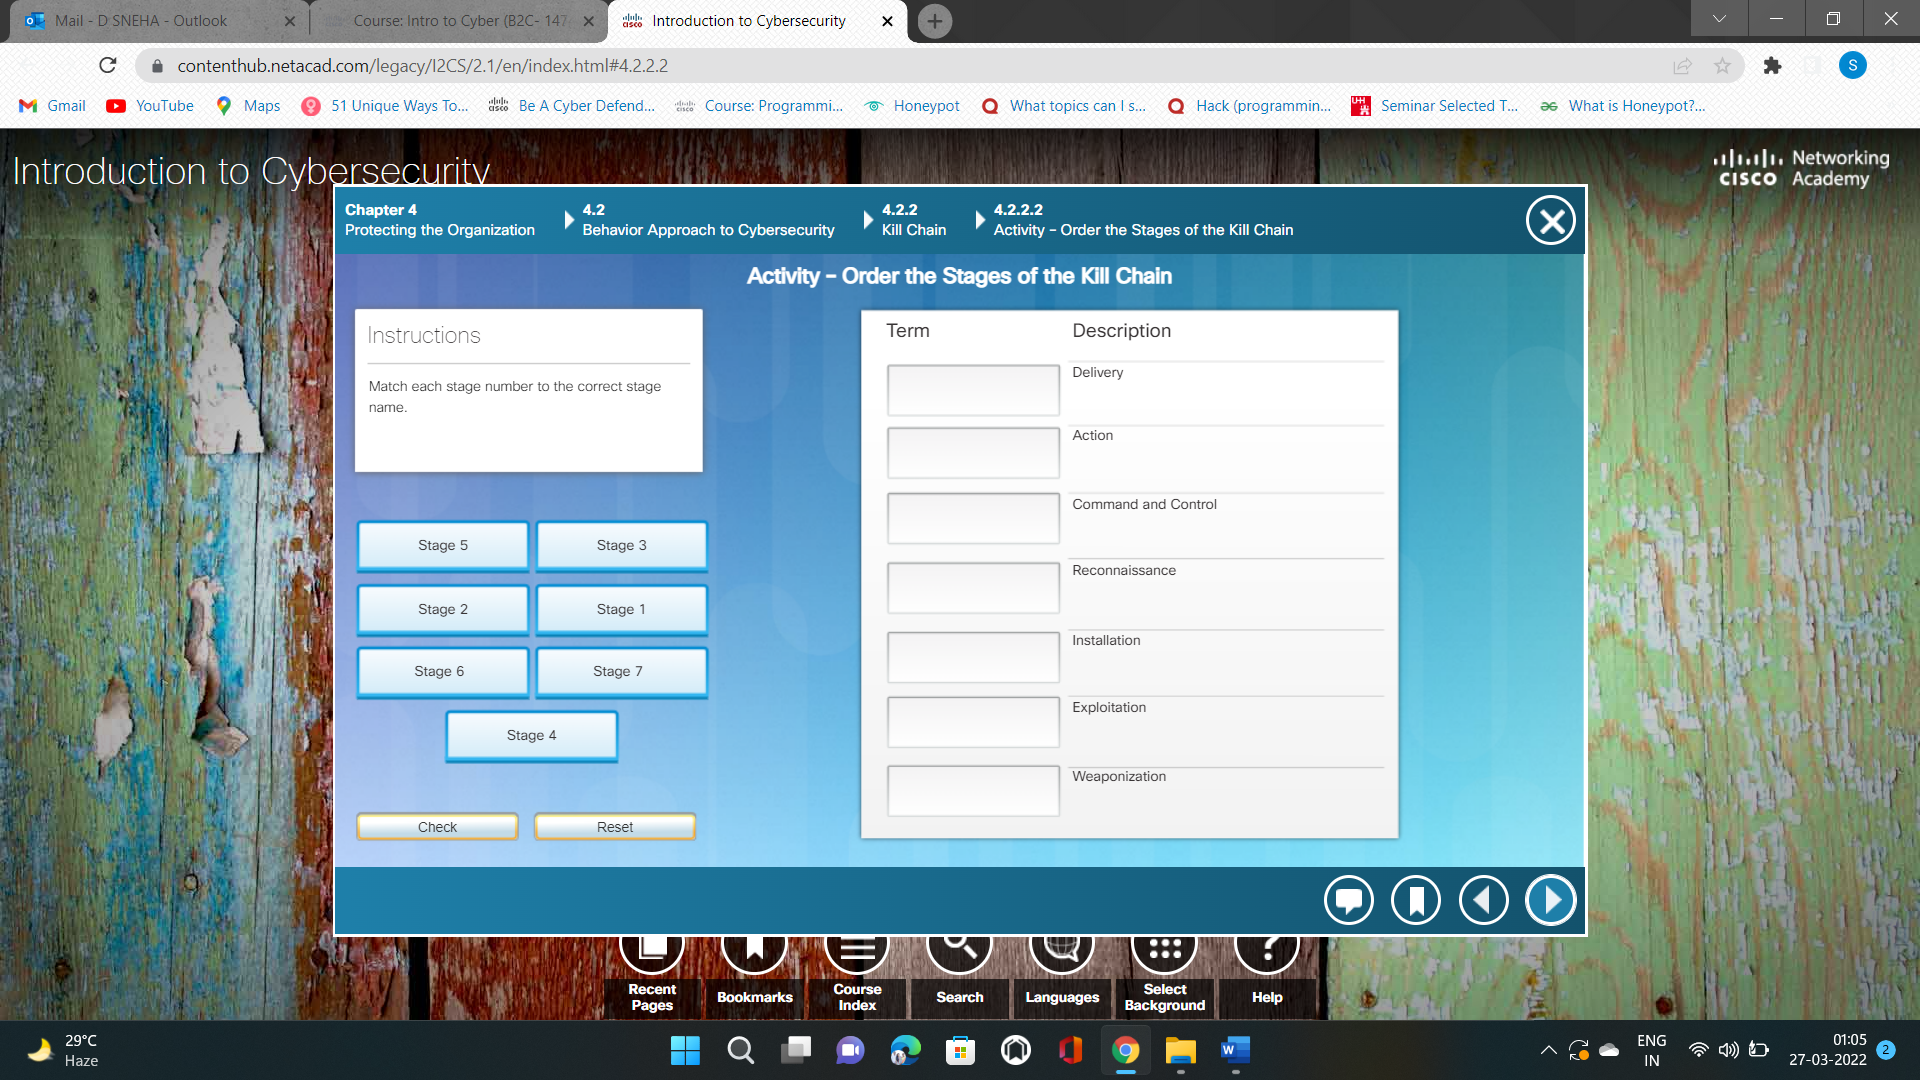 Mail - D SNEHA - Outlook
Course: Intro to Cyber (B2C- 147
Introduction to Cybersecurity
contenthub.netacad.com/legacy/I2CS/2.1/en/index.html#4.2.2.2
S
Gmail
YouTube
Maps
51 Unique Ways To...
Be A Cyber Defend...
Course: Programmi...
Honeypot
What topics can I s...
Hack (programmin...
Seminar Selected T...
What is Honeypot?...
Introduction to Cybersecurity
CISCO
Networking
Academy
Chapter 4
Protecting the Organization
4.2
Behavior Approach to Cybersecurity
4.2.2
Kill Chain
4.2.2.2
Activity - Order the Stages of the Kill Chain
Activity - Order the Stages of the Kill Chain
Instructions
Match each stage number to the correct stage
name.
Stage 5
Stage 3
Stage 2
Stage 1
Stage 6
Stage 7
Stage 4
Check
Reset
Term
Description
Delivery
Action
Command and Control
Reconnaissance
Installation
Exploitation
Weaponization
Recent
Pages
Bookmarks
Course
Index
Search
Languages
Select
Background
Help
29°C
Haze
ENG
IN
01:05
27-03-2022
2